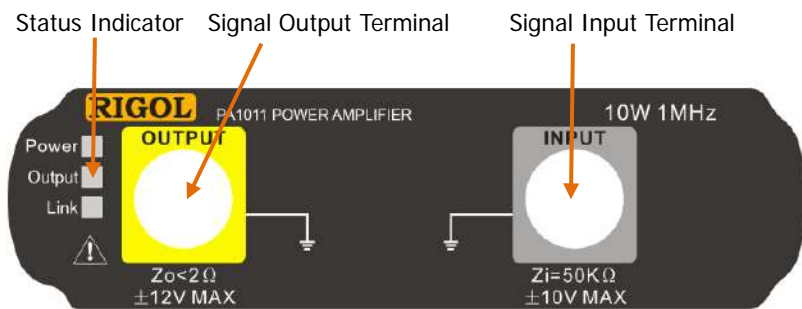 Status Indicator Signal Output Terminal Signal Input Terminal
RIGOL PA1011 POWER AMPLIFIER 10W 1MHz
OUTPUT INPUT
Power
Output
Link
Zo<2Ω Zi=50KΩ
±12V MAX ±10V MAX